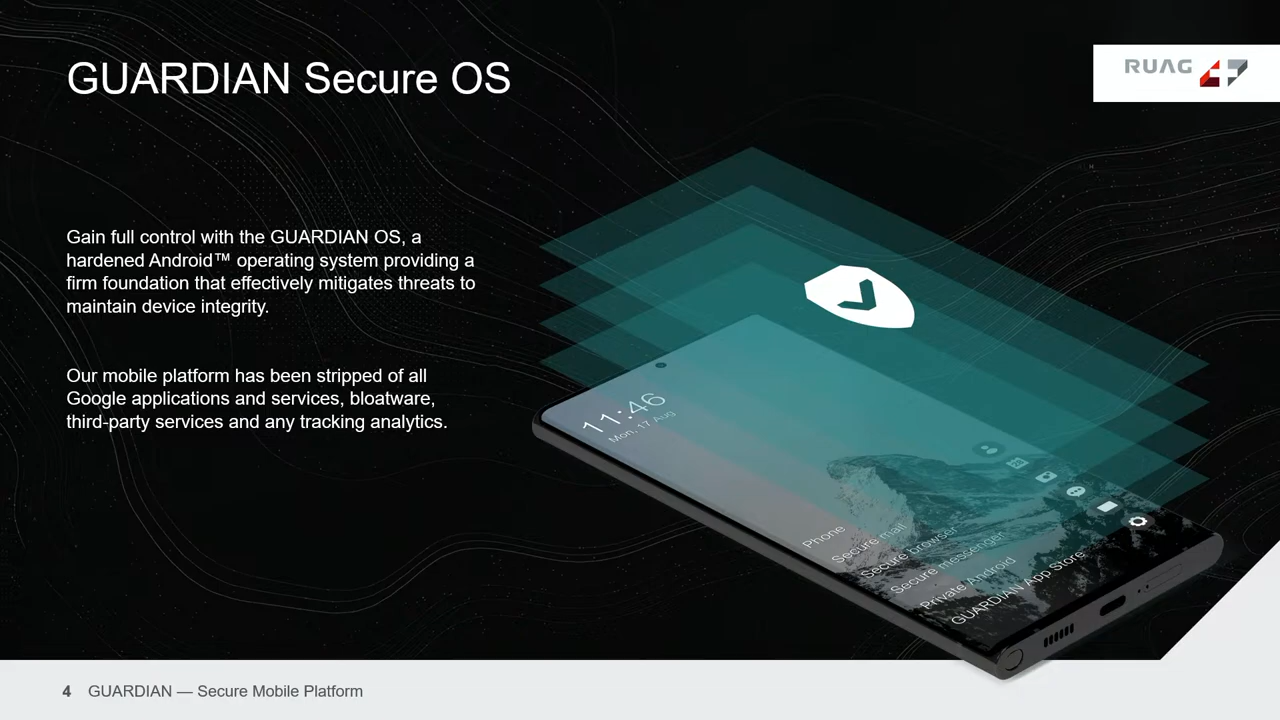 GUARDIAN Secure OS
RUAG
Gain full control with the GUARDIAN OS, a
hardened Android™ operating system providing a
firm foundation that effectively mitigates threats to
maintain device integrity.
Our mobile platform has been stripped of all
Google applications and services, bloatware,
third-party services and any tracking analytics.
11:46
Mon, 17 Aug
Phone
Secure mail
Secure browser
Secure messenger
Private Android
GUARDIAN App Store
4 GUARDIAN — Secure Mobile Platform